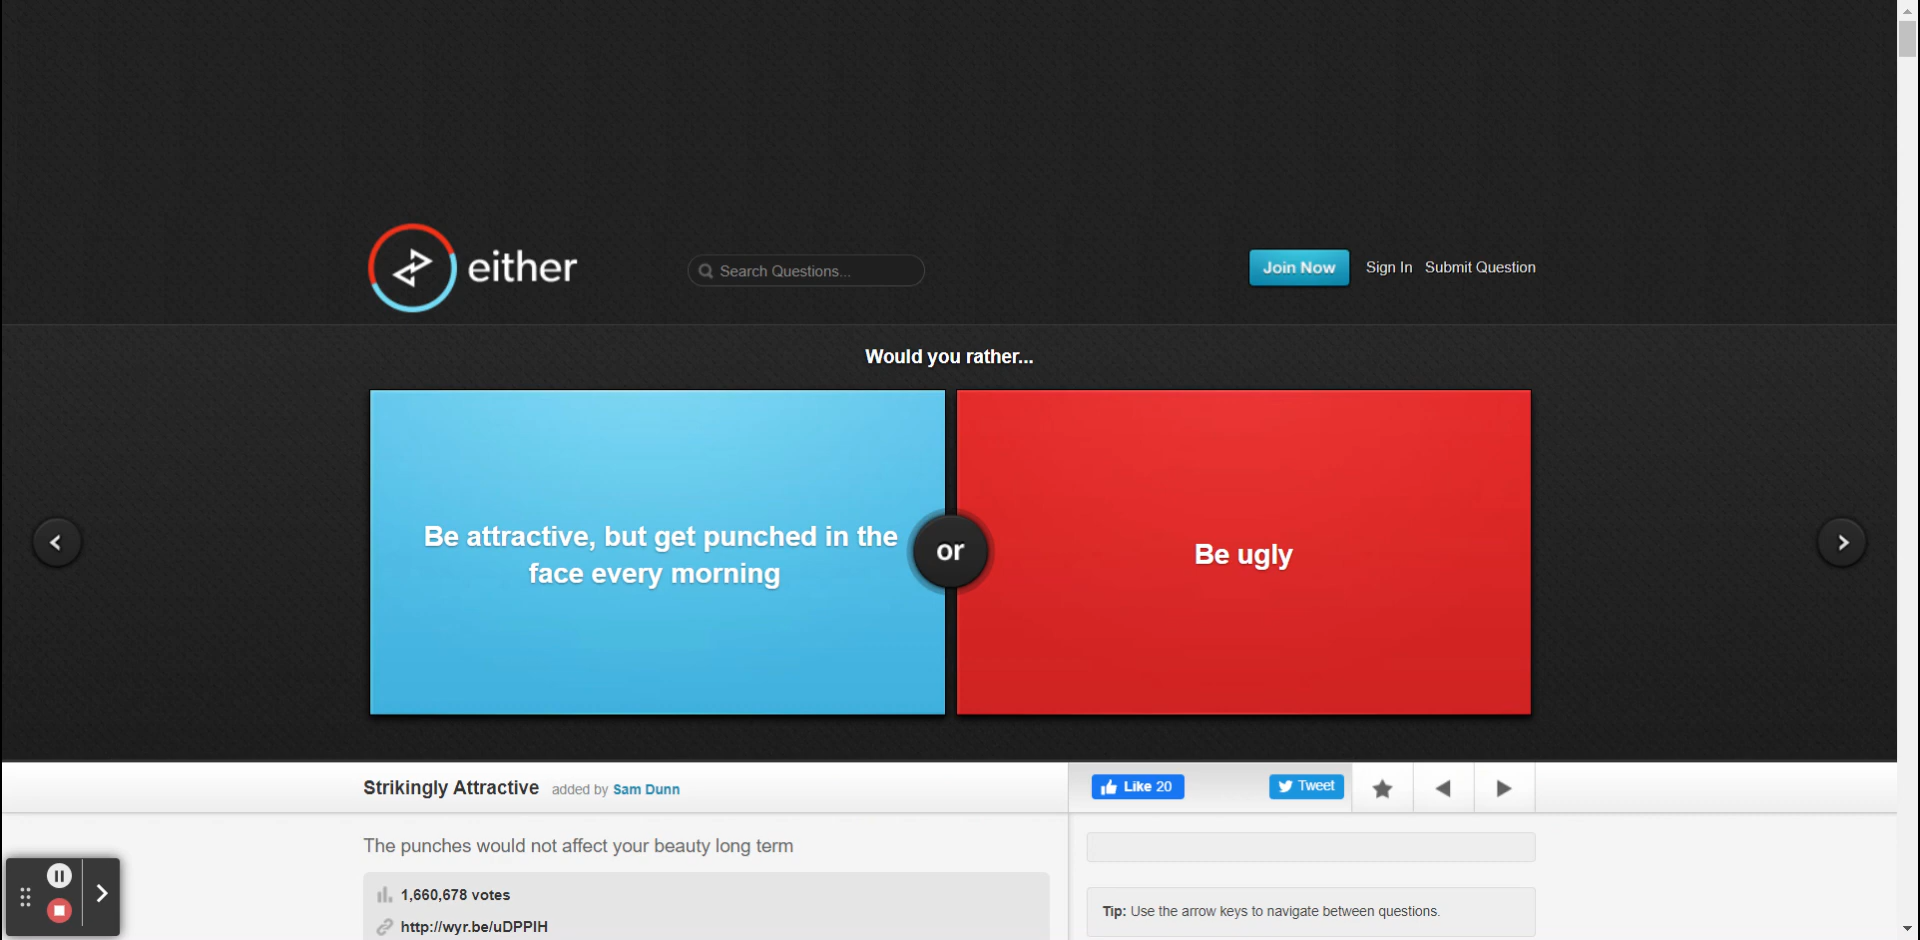 either
Search Questions...
Join Now
Sign In
Submit Question
Would you rather...
Be attractive, but get punched in the
face every morning
or
Be ugly
Strikingly Attractive added by Sam Dunn
Like 20
Tweet
The punches would not affect your beauty long term
1,660,678 votes
http://wyr.be/uDPPIH
Tip: Use the arrow keys to navigate between questions.